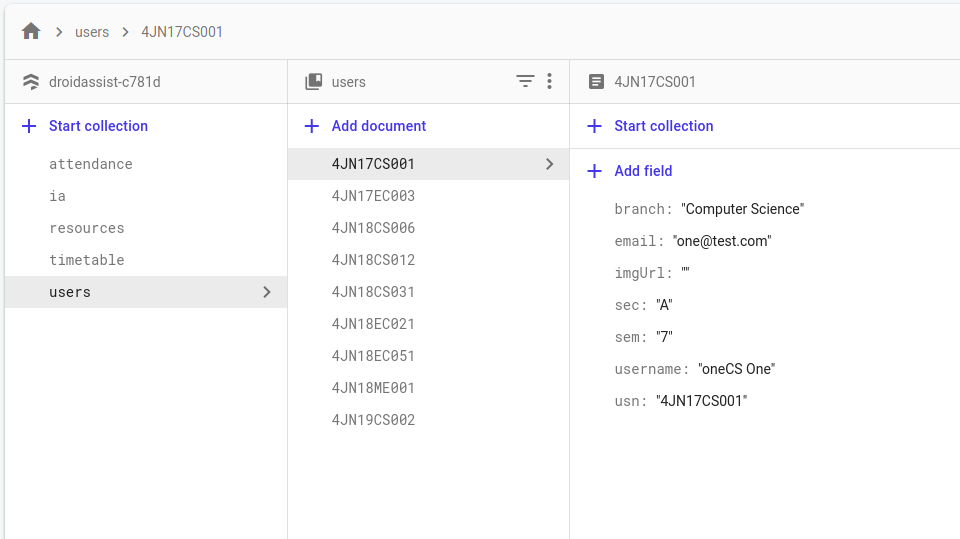 users 4JN17CS001
droidassist-c781d
Start collection
attendance
ia
resources
timetable
users
users
Add document
4JN17CS001
4JN17EC003
4JN18CS006
4JN18CS012
4JN18CS031
4JN18EC021
4JN18EC051
4JN18ME001
4JN19CS002
4JN17CS001
Start collection
Add field
branch: "Computer Science"
email: "one@test.com"
imgUrl: ""
sec: "A"
sem: "7"
username: "oneCS One"
usn: "4JN17CS001"